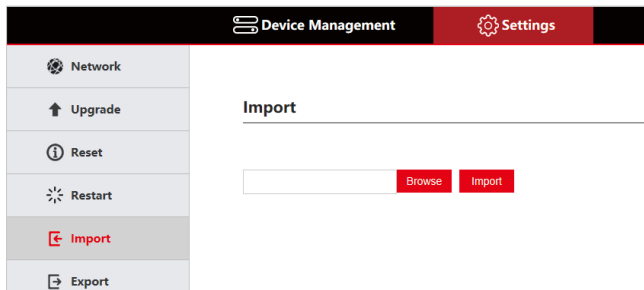 Device Management
Settings
Network
Upgrade
Reset
Restart
Import
Export
Import
Browse
Import